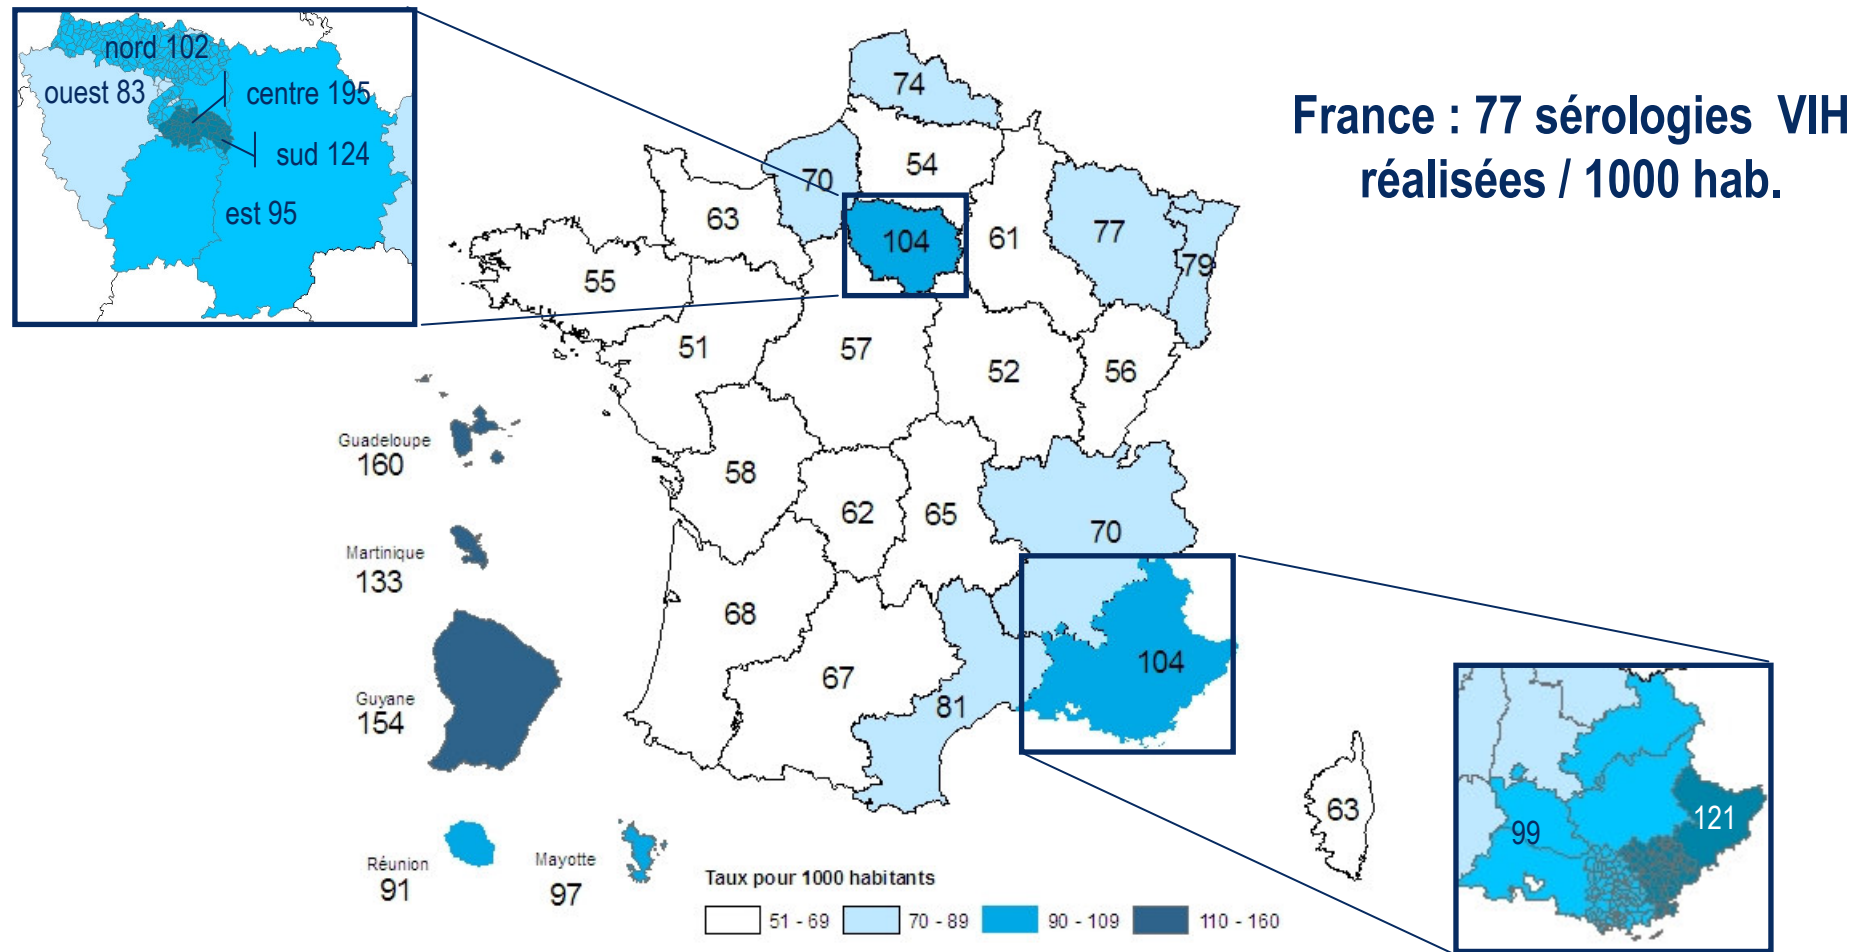 nord 102
ouest 83
centre 195
sud 124
est 95
France : 77 sérologies VIH
réalisées / 1000 hab.
74
54
70
63
104
61
77
79
55
51
57
52
56
58
62
65
70
68
67
81
104
63
Guadeloupe
160
Martinique
133
Guyane
154
Réunion
91
Mayotte
97
99
121
Taux pour 1000 habitants
51 - 69
70 - 89
90 - 109
110 - 160